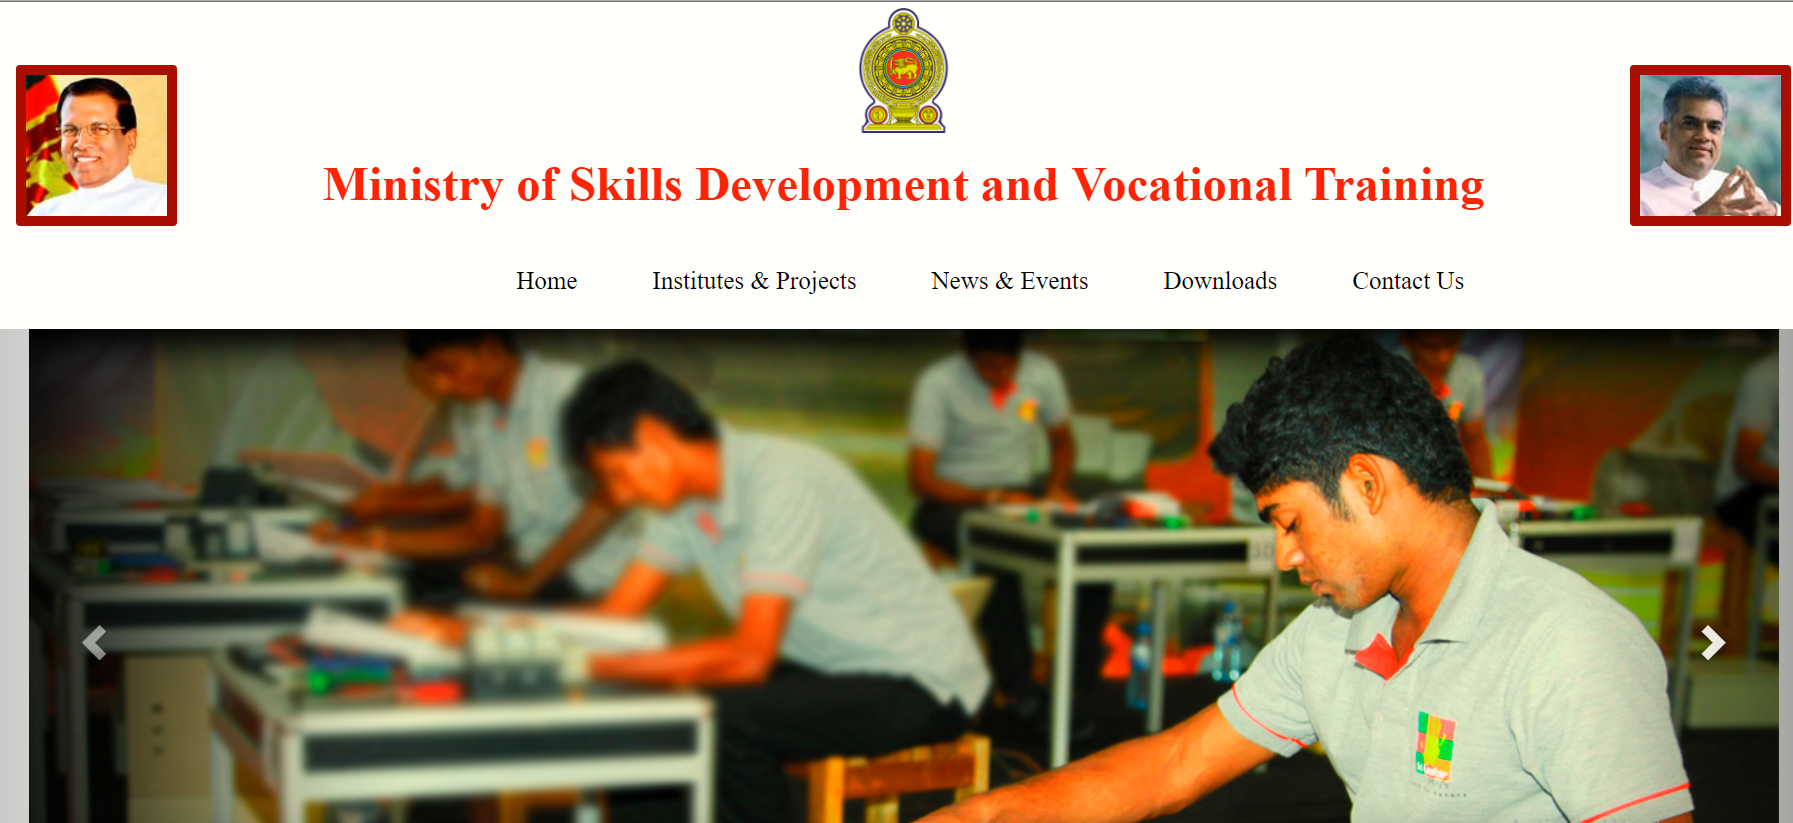 Ministry of Skills Development and Vocational Training
Home Institutes & Projects News & Events Downloads Contact Us